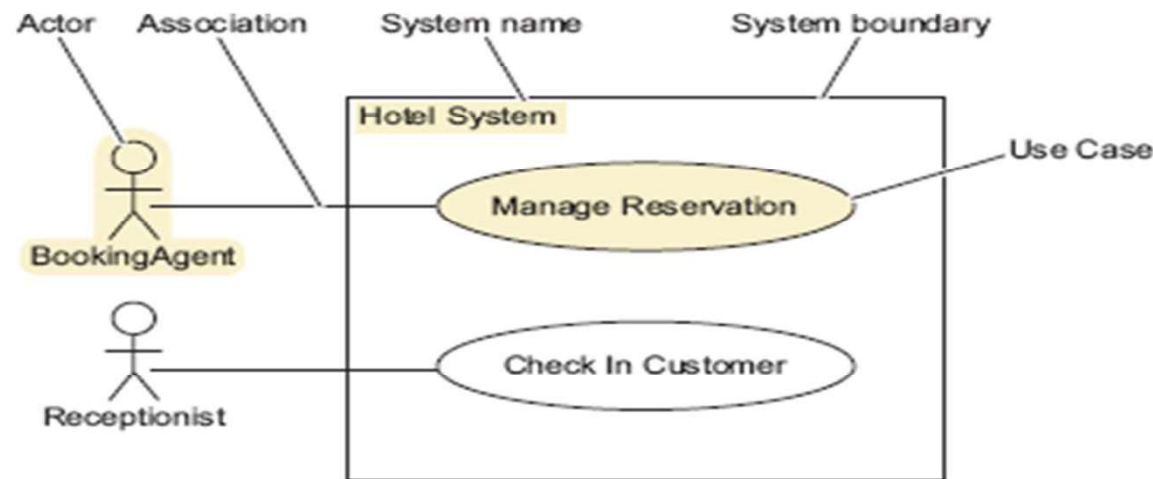 Actor Association System name System boundary
Hotel System
Use Case
Manage Reservation
BookingAgent
Check In Customer
Receptionist